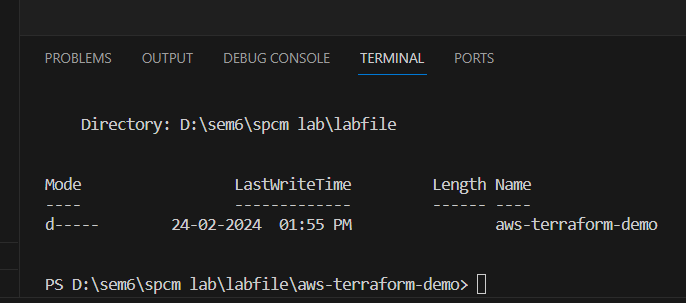 PROBLEMS OUTPUT DEBUG CONSOLE TERMINAL PORTS
Directory: D:\sem6\spcm lab\labfile
Mode LastWriteTime Length Name
---- ------------- ------ ----
d----- 24-02-2024 01:55 PM aws-terraform-demo
PS D:\sem6\spcm lab\labfile\aws-terraform-demo>